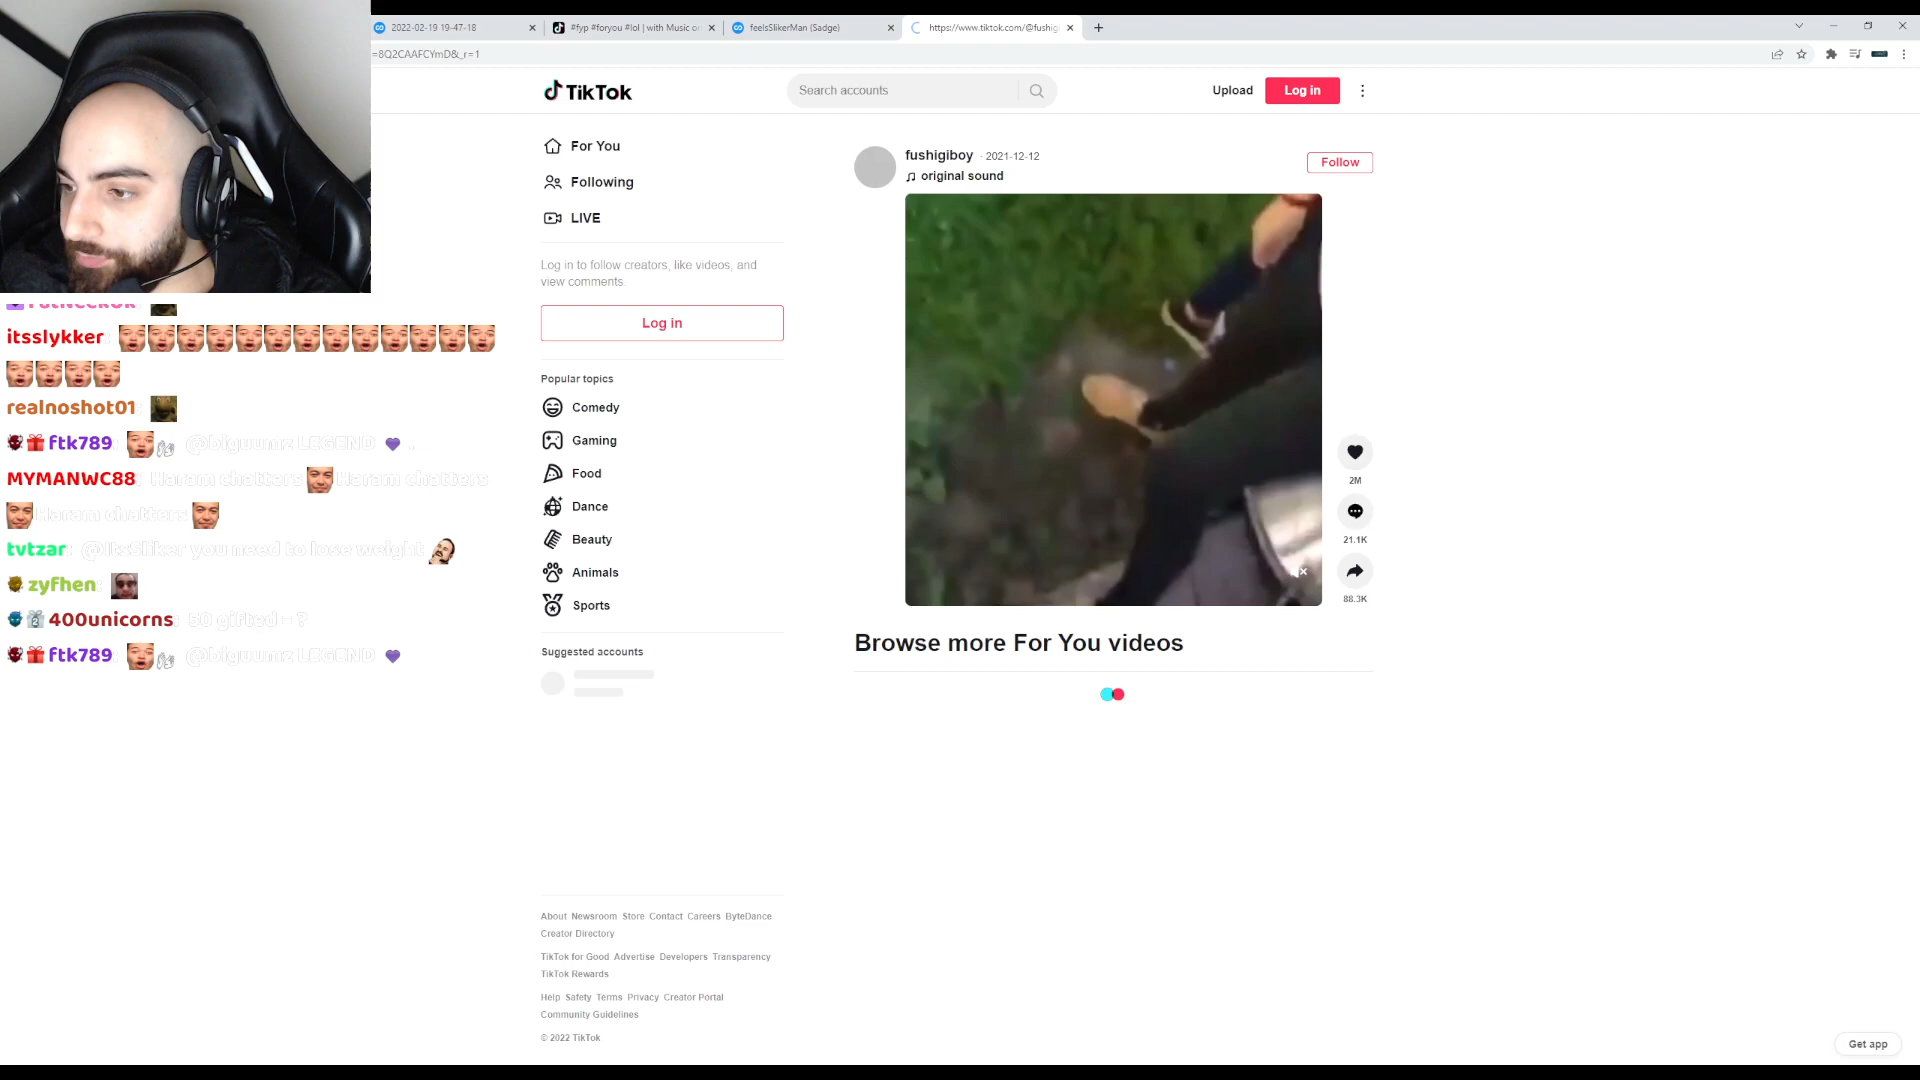 2022-02-19 19-47-18
#fyp #foryou #lol | with Music or
feelsSlikerMan (Sadge)
https://www.tiktok.com/@fushig
=8Q2CAAFCYmD&_r=1
TikTok
Search accounts
Upload
Log in
For You
Following
LIVE
Log in to follow creators, like videos, and
view comments.
Log in
Popular topics
Comedy
Gaming
Food
Dance
Beauty
Animals
Sports
Suggested accounts
fushigiboy · 2021-12-12
original sound
Follow
2M
21.1K
88.3K
Browse more For You videos
itsslykker
realnoshot01
ftk789: @biguumz LEGEND .
MYMANWC88: Haram chatters Haram chatters
Haram chatters
tvtzar: @ItsSliker you need to lose weight
zyfhen:
2 400unicorns: 50 gifted - ?
ftk789: @biguumz LEGEND
About Newsroom Store Contact Careers ByteDance
Creator Directory
TikTok for Good Advertise Developers Transparency
TikTok Rewards
Help Safety Terms Privacy Creator Portal
Community Guidelines
© 2022 TikTok
Get app